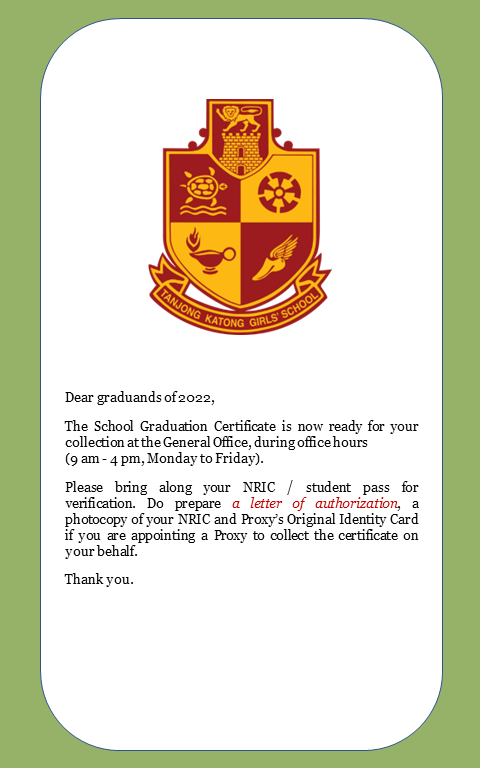 TANJONG KATONG GIRLS' SCHOOL
Dear graduands of 2022,
The School Graduation Certificate is now ready for your
collection at the General Office, during office hours
(9 am - 4 pm, Monday to Friday).
Please bring along your NRIC / student pass for
verification. Do prepare a letter of authorization, a
photocopy of your NRIC and Proxy’s Original Identity Card
if you are appointing a Proxy to collect the certificate on
your behalf.
Thank you.